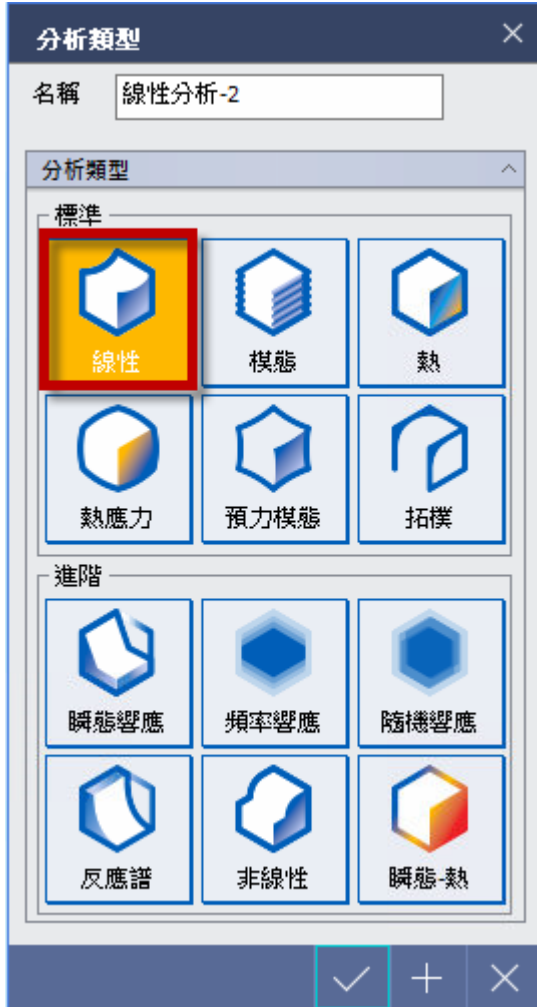 分析類型
名稱 線性分析-2
分析類型
標準
線性 模態 熱
熱應力 預力模態 拓樸
進階
瞬態響應 頻率響應 隨機響應
反應譜 非線性 瞬態-熱